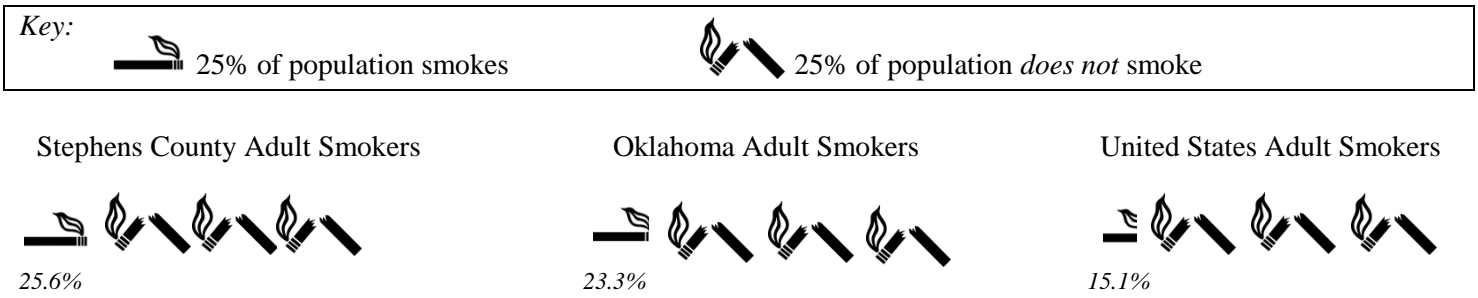 Key:
25% of population smokes 25% of population does not smoke
Stephens County Adult Smokers Oklahoma Adult Smokers United States Adult Smokers
25.6% 23.3% 15.1%